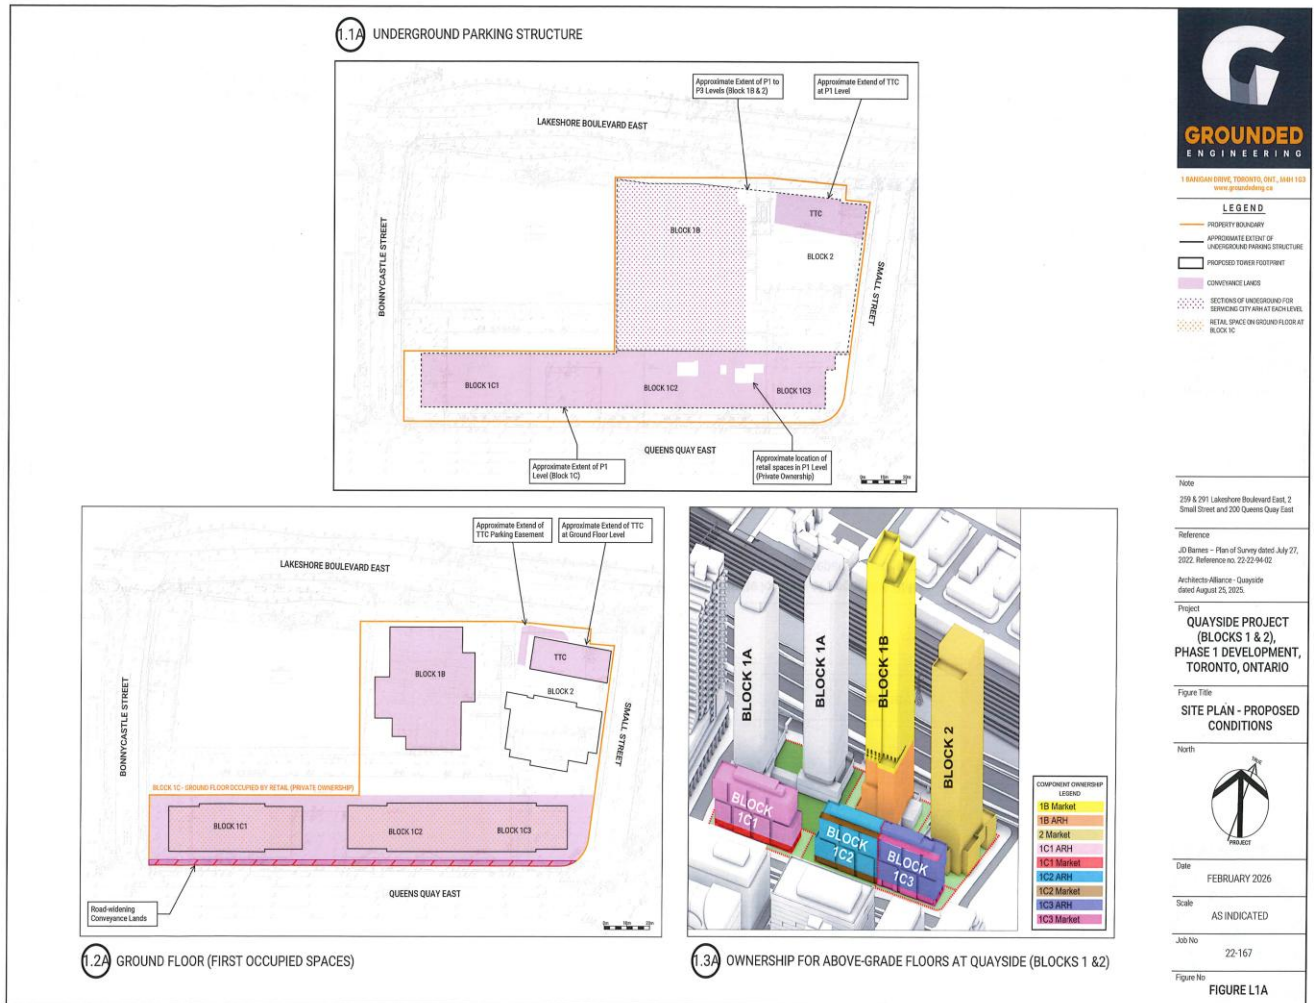 1.1A UNDERGROUND PARKING STRUCTURE
Approximate Extent of P1 to
P3 Levels (Block 1B & 2)
Approximate Extend of TTC
at P1 Level
LAKESHORE BOULEVARD EAST
BONNYCASTLE STREET
BLOCK 1B
TTC
BLOCK 2
SMALL STREET
BLOCK 1C1
BLOCK 1C2
BLOCK 1C3
QUEENS QUAY EAST
Approximate Extent of P1
Level (Block 1C)
Approximate location of
retail spaces in P1 Level
(Private Ownership)
Approximate Extend of
TTC Parking Easement
Approximate Extend of TTC
at Ground Floor Level
LAKESHORE BOULEVARD EAST
BONNYCASTLE STREET
BLOCK 1B
TTC
BLOCK 2
SMALL STREET
BLOCK 1C - GROUND FLOOR OCCUPIED BY RETAIL (PRIVATE OWNERSHIP)
BLOCK 1C1
BLOCK 1C2
BLOCK 1C3
QUEENS QUAY EAST
Road-widening
Conveyance Lands
1.2A GROUND FLOOR (FIRST OCCUPIED SPACES)
BLOCK 1A
BLOCK 1A
BLOCK 1B
BLOCK 2
BLOCK
1C1
BLOCK
1C2
BLOCK
1C3
COMPONENT OWNERSHIP
LEGEND
1B Market
1B ARH
2 Market
1C1 ARH
1C1 Market
1C2 ARH
1C2 Market
1C3 ARH
1C3 Market
1.3A OWNERSHIP FOR ABOVE-GRADE FLOORS AT QUAYSIDE (BLOCKS 1 &2)
G
GROUNDED
ENGINEERING
1 BANIGAN DRIVE, TORONTO, ONT., M4H 1G3
www.groundedeng.ca
LEGEND
PROPERTY BOUNDARY
APPROXIMATE EXTENT OF
UNDERGROUND PARKING STRUCTURE
PROPOSED TOWER FOOTPRINT
CONVEYANCE LANDS
SECTIONS OF UNDEGROUND FOR
SERVICING CITY ARH AT EACH LEVEL
RETAIL SPACE ON GROUND FLOOR AT
BLOCK 1C
Note
259 & 291 Lakeshore Boulevard East, 2
Small Street and 200 Queens Quay East
Reference
JD Barnes – Plan of Survey dated July 27,
2022. Reference no. 22-22-94-02
Architects-Alliance - Quayside
dated August 25, 2025.
Project
QUAYSIDE PROJECT
(BLOCKS 1 & 2),
PHASE 1 DEVELOPMENT,
TORONTO, ONTARIO
Figure Title
SITE PLAN - PROPOSED
CONDITIONS
North
TRUE
PROJECT
Date
FEBRUARY 2026
Scale
AS INDICATED
Job No
22-167
Figure No
FIGURE L1A